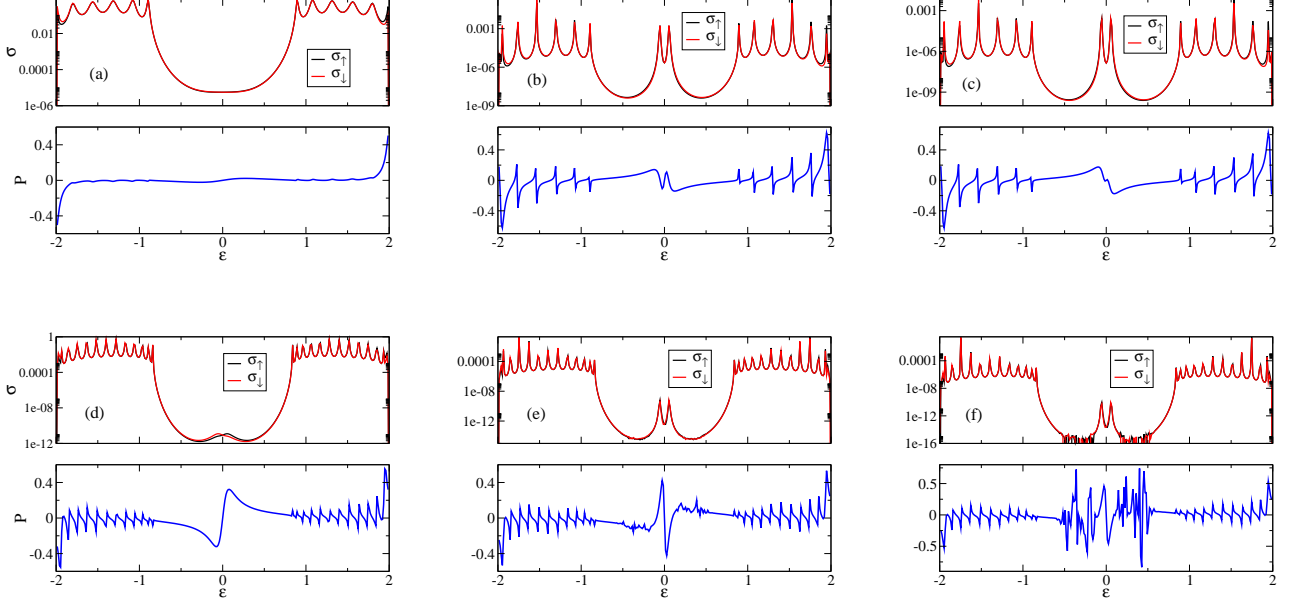 0.01
σ
0.0001
(a)
σ↑
σ↓
1e-06
0.4
P
0
-0.4
-2 -1 0 1 2
ε
0.001
1e-06
(b)
σ↑
σ↓
1e-09
0.4
0
-0.4
-2 -1 0 1 2
ε
0.001
1e-06
(c)
σ↑
σ↓
1e-09
0.4
0
-0.4
-2 -1 0 1 2
ε
1
0.0001
σ
1e-08
(d)
σ↑
σ↓
1e-12
0.4
P
0
-0.4
-2 -1 0 1 2
ε
0.0001
1e-08
(e)
σ↑
σ↓
1e-12
0.4
0
-0.4
-2 -1 0 1 2
ε
0.0001
1e-08
1e-12
(f)
σ↑
σ↓
1e-16
0.5
0
-0.5
-2 -1 0 1 2
ε